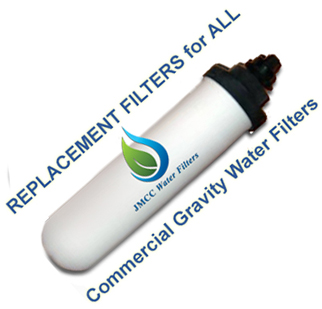 REPLACEMENT FILTERS for ALL
JMCC Water Filters
Commercial Gravity Water Filters